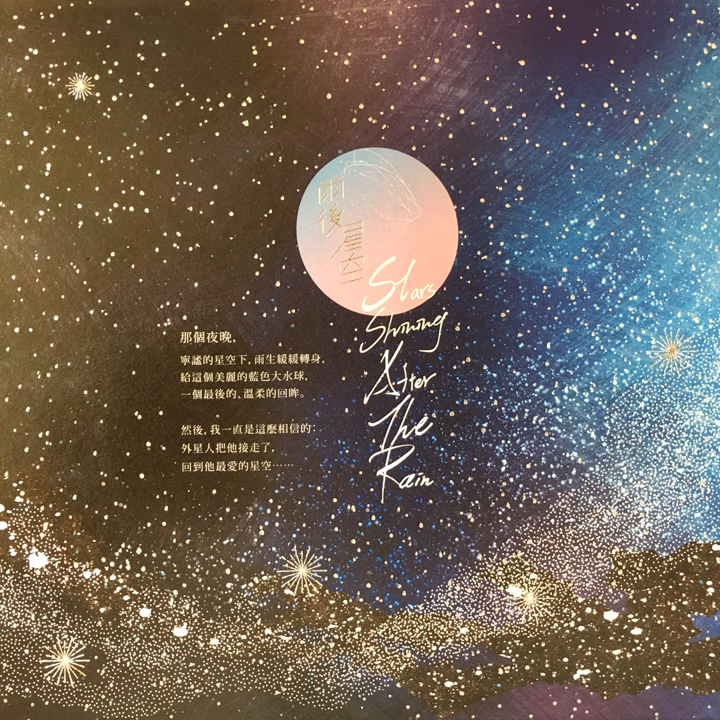 雨後星空
Stars
Shining
After
The
Rain
那個夜晚,
寧謐的星空下,雨生緩緩轉身,
給這個美麗的藍色大水球,
一個最後的、溫柔的回眸。
然後,我一直是這麼相信的:
外星人把他接走了,
回到他最愛的星空⋯⋯